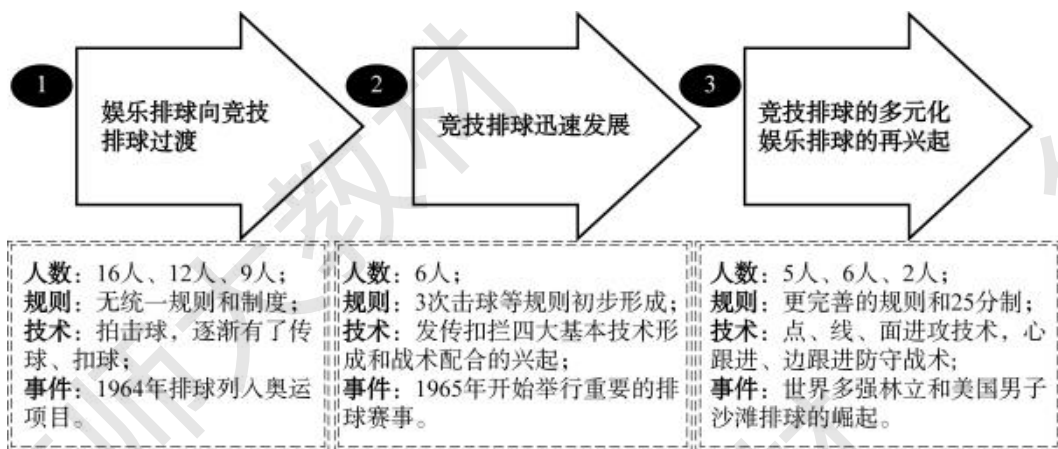 1
娱乐排球向竞技
排球过渡
2
竞技排球迅速发展
3
竞技排球的多元化
娱乐排球的再兴起
人数：16人、12人、9人；
规则：无统一规则和制度；
技术：拍击球，逐渐有了传
球、扣球；
事件：1964年排球列入奥运
项目。
人数：6人；
规则：3次击球等规则初步形成；
技术：发传扣拦四大基本技术形
成和战术配合的兴起；
事件：1965年开始举行重要的排
球赛事。
人数：5人、6人、2人；
规则：更完善的规则和25分制；
技术：点、线、面进攻技术，心
跟进、边跟进防守战术；
事件：世界多强林立和美国男子
沙滩排球的崛起。
师大教材